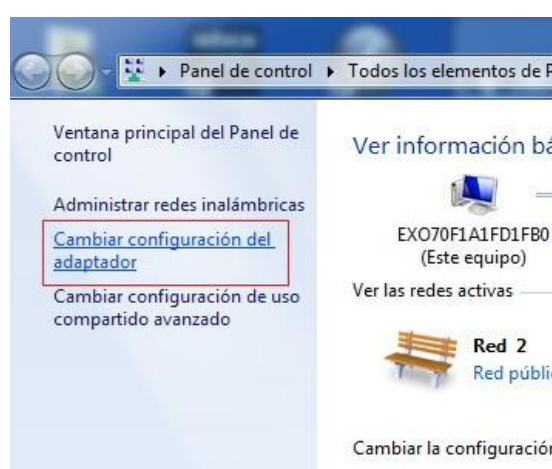 Panel de control
Todos los elementos de P
Ventana principal del Panel de
control
Administrar redes inalámbricas
Cambiar configuración del
adaptador
Cambiar configuración de uso
compartido avanzado
Ver información bá
EXO70F1A1FD1FB0
(Este equipo)
Ver las redes activas
Red 2
Red públic
Cambiar la configuración